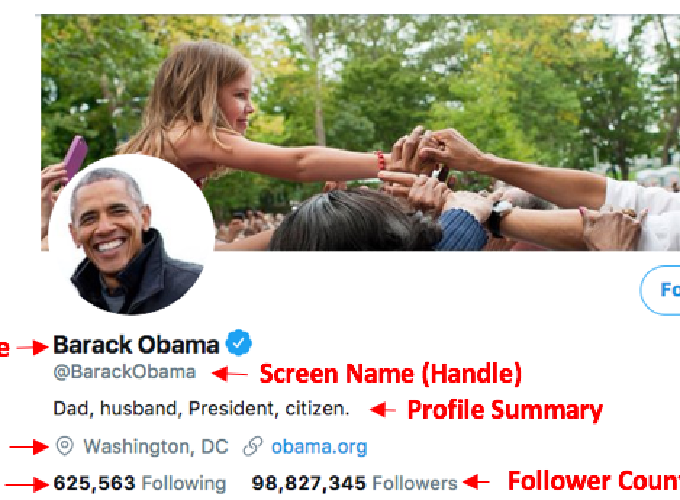 Fo
e Barack Obama
@BarackObama Screen Name (Handle)
Dad, husband, President, citizen. Profile Summary
Washington, DC obama.org
625,563 Following 98,827,345 Followers Follower Coun